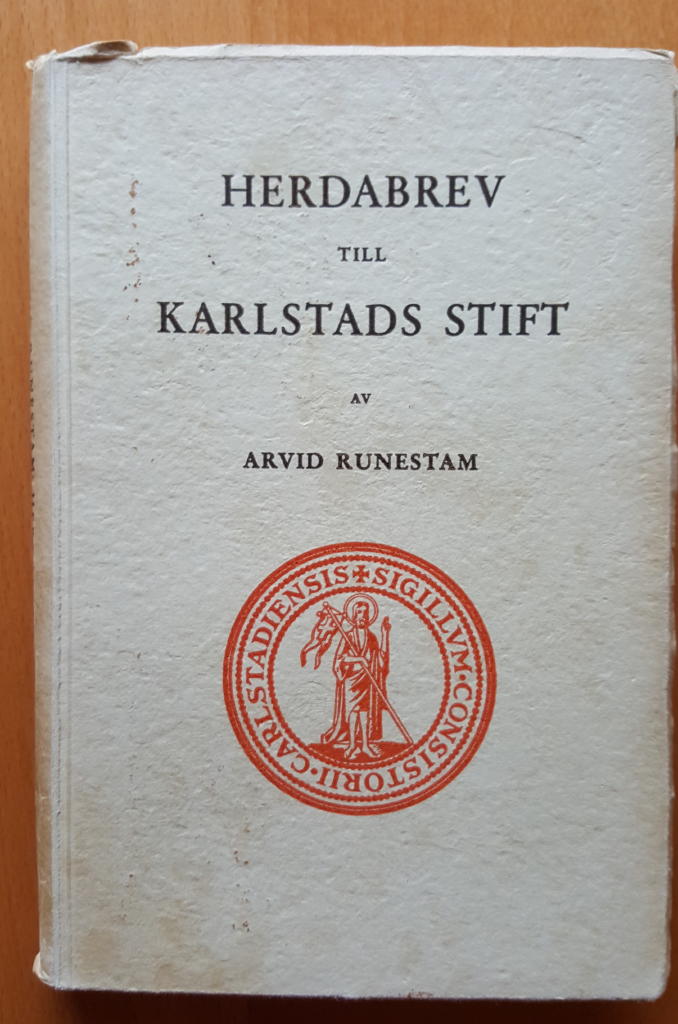 HERDABREV
TILL
KARLSTADS STIFT
AV
ARVID RUNESTAM
✠ SIGILLVM · CONSISTORII · CARLSTADIENSIS